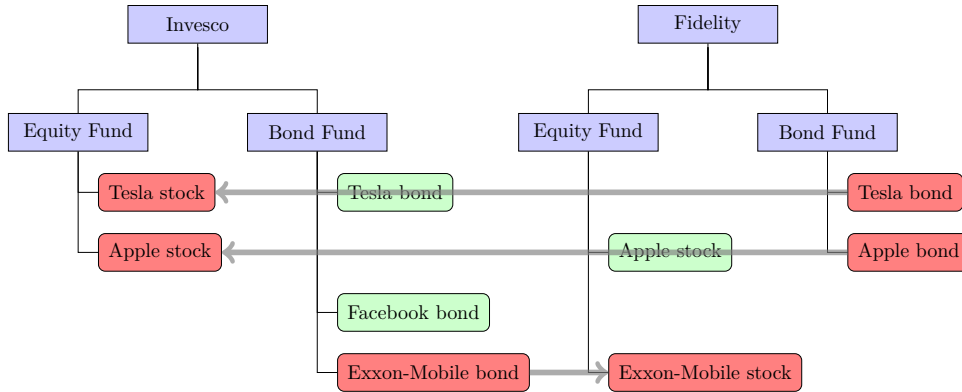 Invesco
Fidelity
Equity Fund
Bond Fund
Equity Fund
Bond Fund
Tesla stock
Tesla bond
Tesla bond
Apple stock
Apple stock
Apple bond
Facebook bond
Exxon-Mobile bond
Exxon-Mobile stock